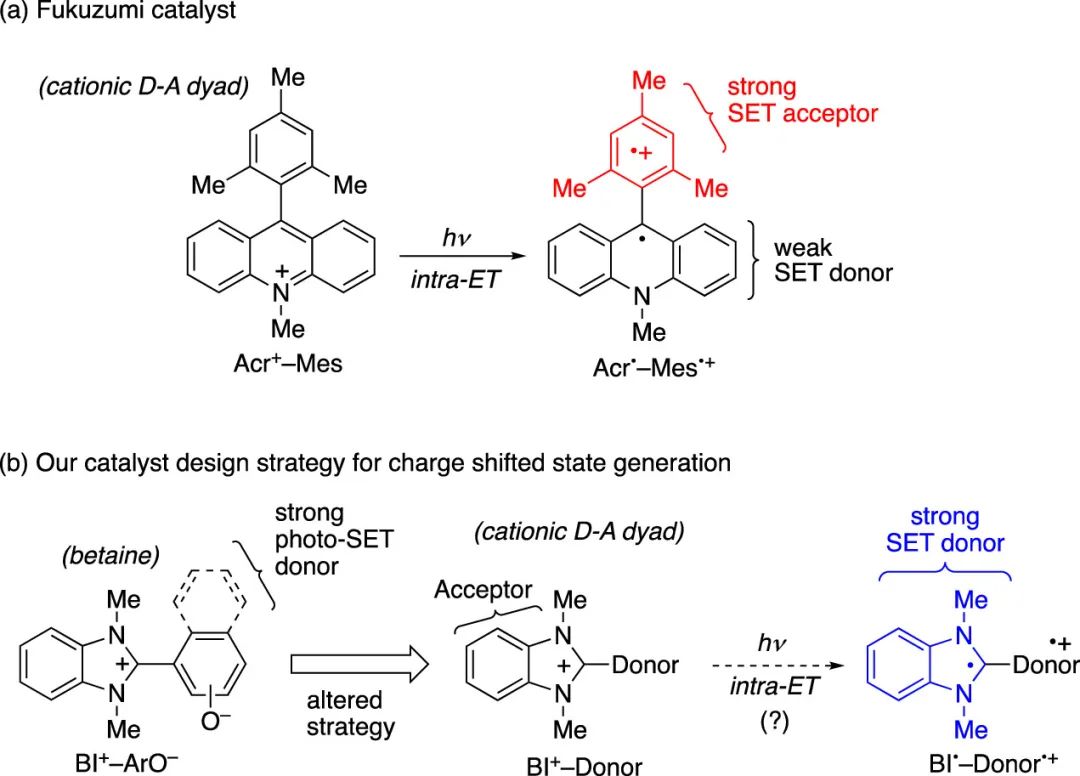 (a) Fukuzumi catalyst
(cationic D-A dyad)
Me
Me
Me
+
N
Me
Acr⁺–Mes
hν
intra-ET
Me
•+
Me
Me
•
N
Me
Acr•–Mes•⁺
strong
SET acceptor
weak
SET donor
(b) Our catalyst design strategy for charge shifted state generation
(betaine)
strong
photo-SET
donor
Me
N
+
N
Me
O⁻
BI⁺–ArO⁻
altered
strategy
(cationic D-A dyad)
Acceptor
Me
N
+
Donor
N
Me
BI⁺–Donor
hν
intra-ET
(?)
strong
SET donor
Me
N
•
•+
Donor
N
Me
BI•–Donor•⁺